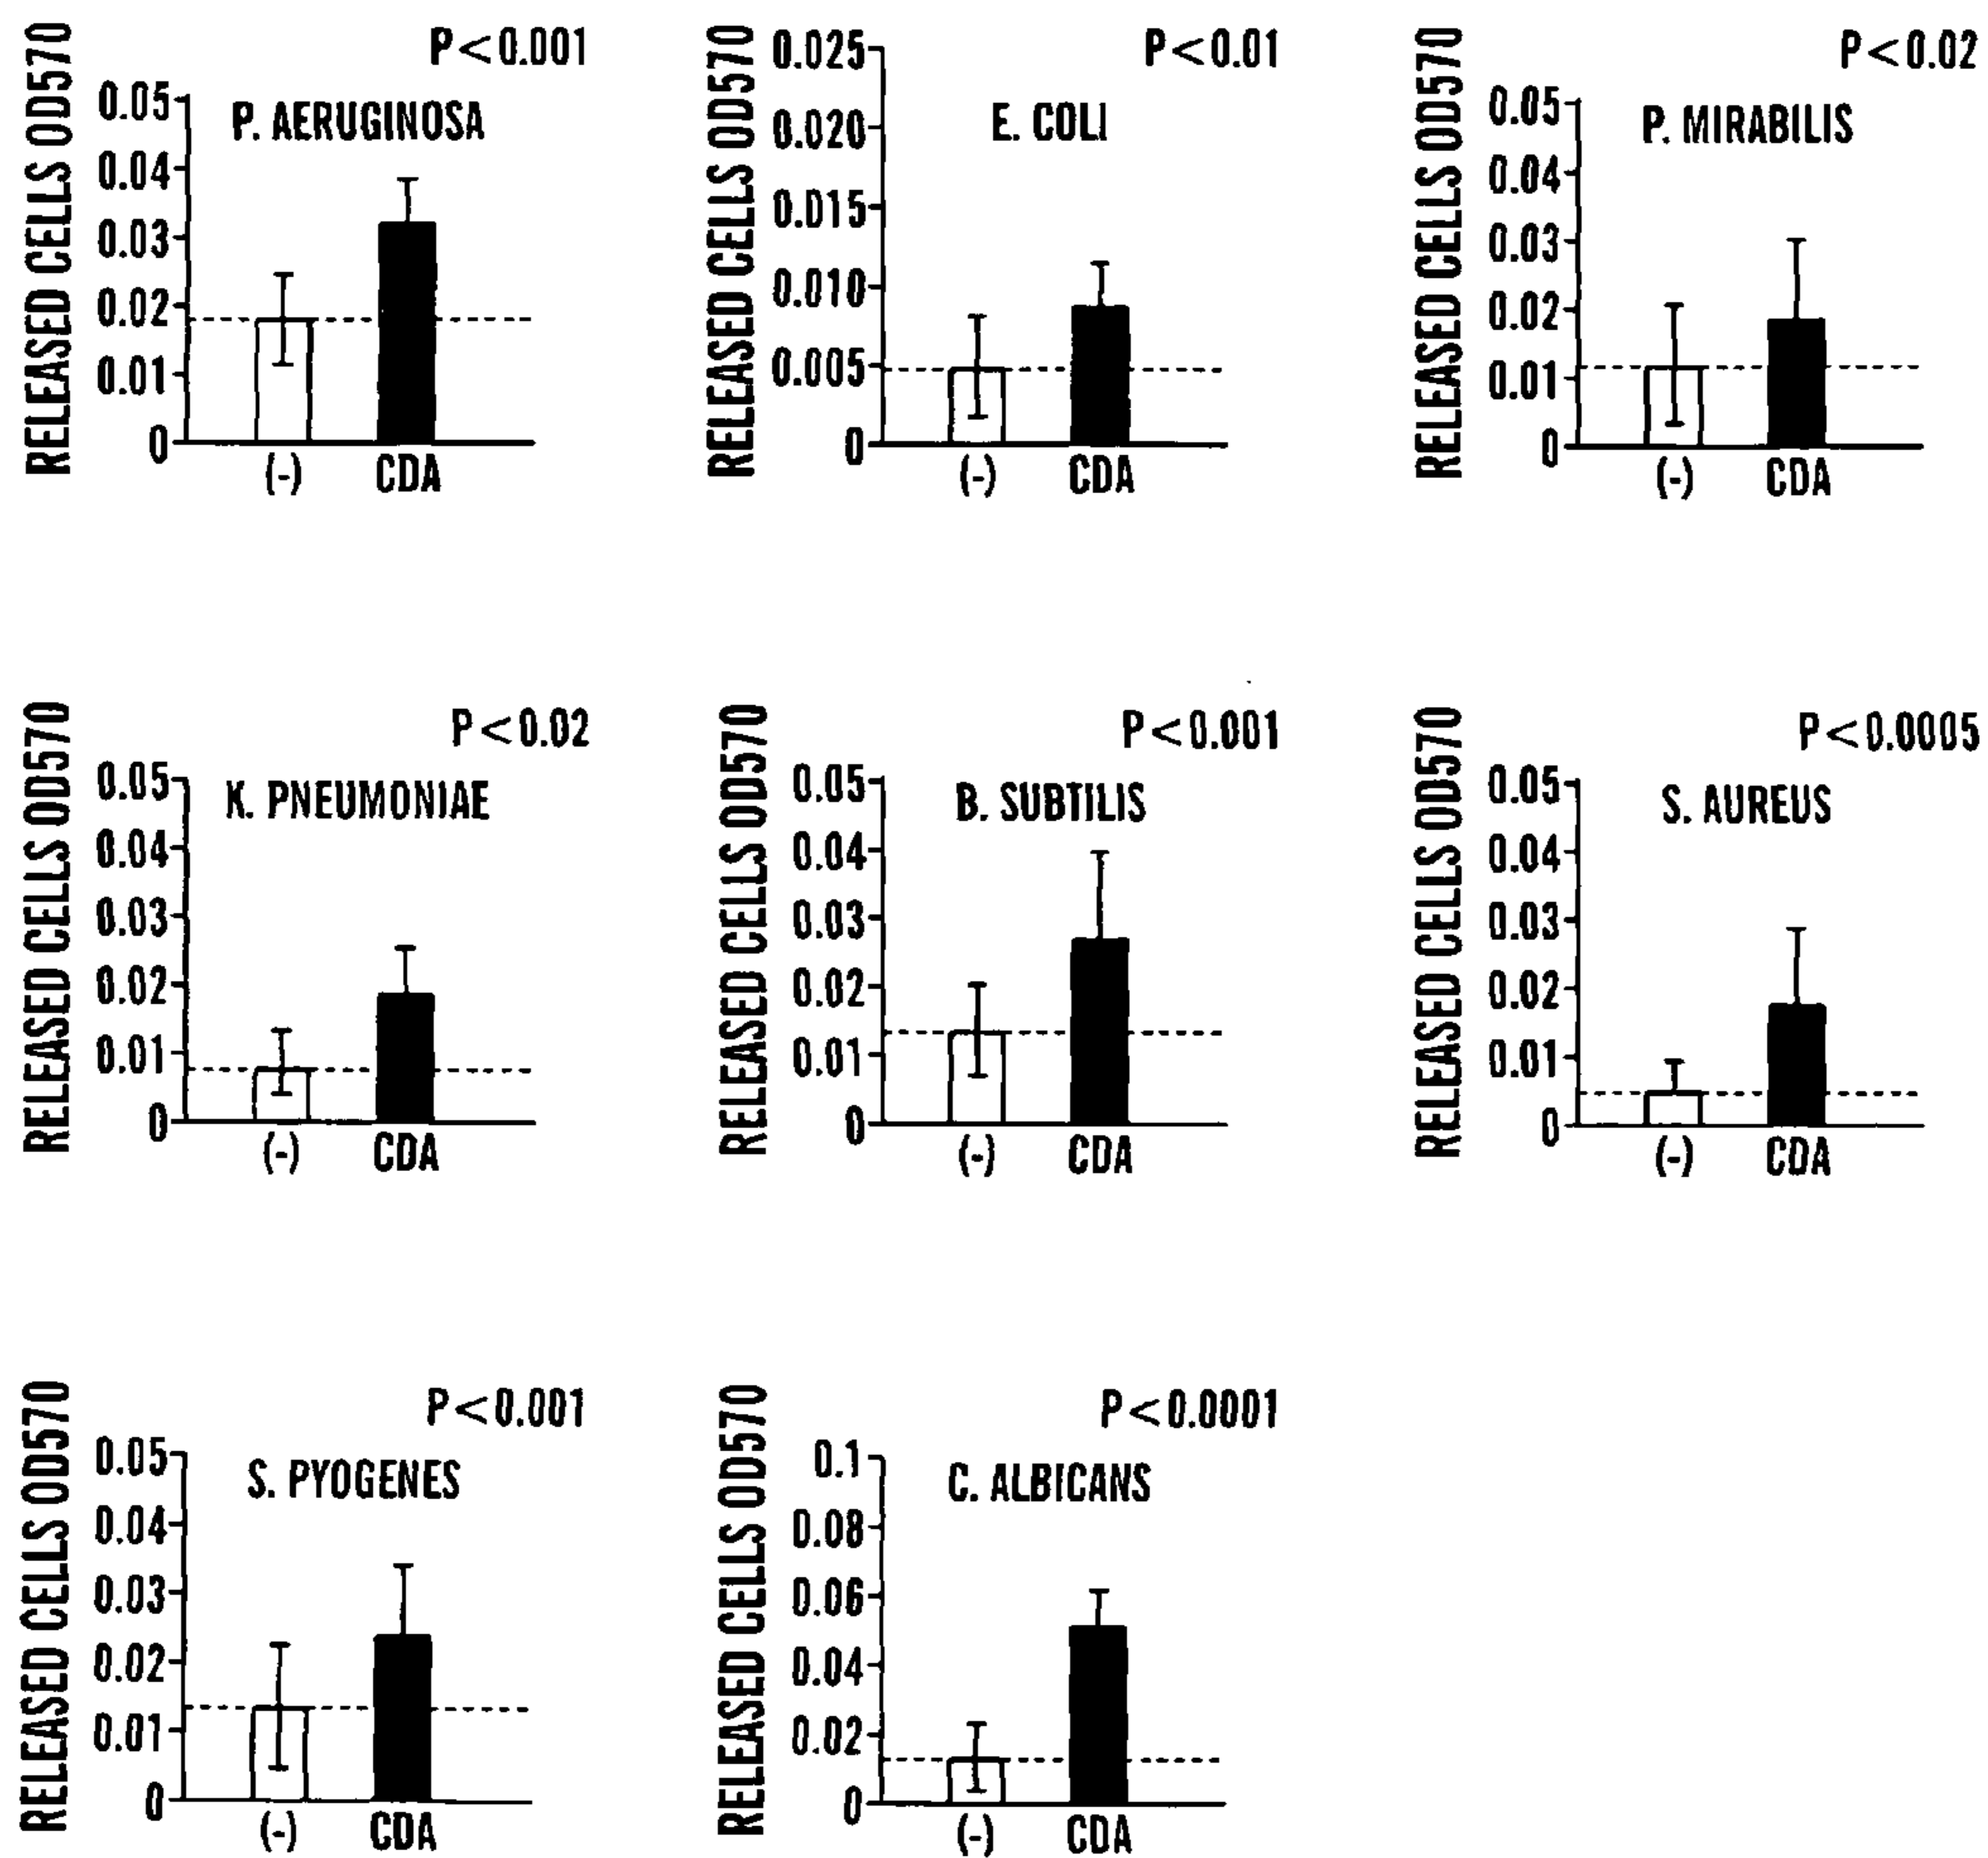 P<0.001
P. AERUGINOSA
RELEASED CELLS OD570
0.05
0.04
0.03
0.02
0.01
0
(-) CDA
P<0.01
E. COLI
RELEASED CELLS OD570
0.025
0.020
0.015
0.010
0.005
0
(-) CDA
P<0.02
P. MIRABILIS
RELEASED CELLS OD570
0.05
0.04
0.03
0.02
0.01
0
(-) CDA
P<0.02
K. PNEUMONIAE
RELEASED CELLS OD570
0.05
0.04
0.03
0.02
0.01
0
(-) CDA
P<0.001
B. SUBTILIS
RELEASED CELLS OD570
0.05
0.04
0.03
0.02
0.01
0
(-) CDA
P<0.0005
S. AUREUS
RELEASED CELLS OD570
0.05
0.04
0.03
0.02
0.01
0
(-) CDA
P<0.001
S. PYOGENES
RELEASED CELLS OD570
0.05
0.04
0.03
0.02
0.01
0
(-) CDA
P<0.0001
C. ALBICANS
RELEASED CELLS OD570
0.1
0.08
0.06
0.04
0.02
0
(-) CDA